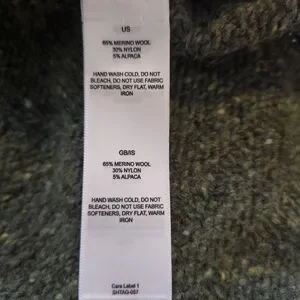 US
65% MERINO WOOL
30% NYLON
5% ALPACA
HAND WASH COLD, DO NOT
BLEACH, DO NOT USE FABRIC
SOFTENERS, DRY FLAT, WARM
IRON
GB/IS
65% MERINO WOOL
30% NYLON
5% ALPACA
HAND WASH COLD, DO NOT
BLEACH, DO NOT USE FABRIC
SOFTENERS, DRY FLAT, WARM
IRON
Care Label 1
SHTAG-057